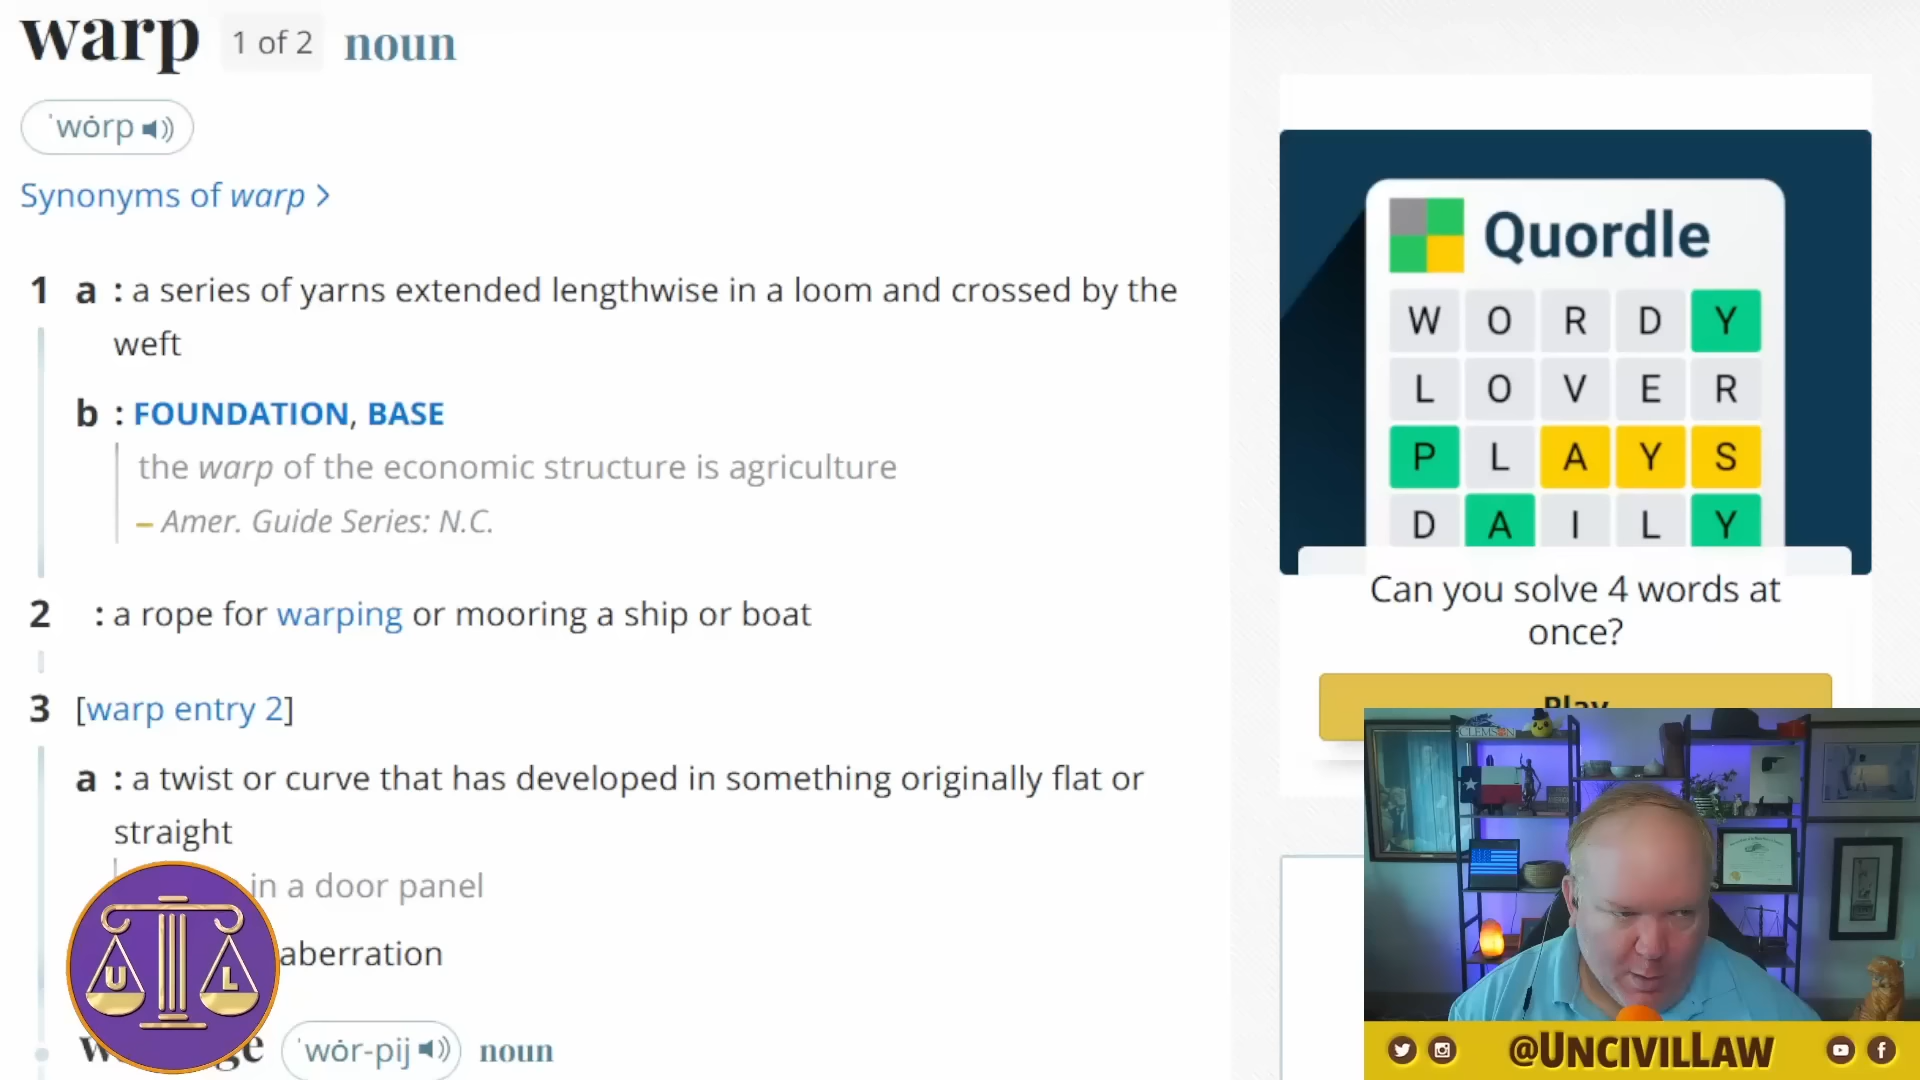 warp 1 of 2 noun
ˈwȯrp
Synonyms of warp >
1 a : a series of yarns extended lengthwise in a loom and crossed by the
weft
b : FOUNDATION, BASE
the warp of the economic structure is agriculture
– Amer. Guide Series: N.C.
2 : a rope for warping or mooring a ship or boat
3 [warp entry 2]
a : a twist or curve that has developed in something originally flat or
straight
in a door panel
aberration
ˈwȯr-pij noun
U L
Quordle
W O R D Y
L O V E R
P L A Y S
D A I L Y
Can you solve 4 words at
once?
Play
CLEMSON
@UNCIVILLAW